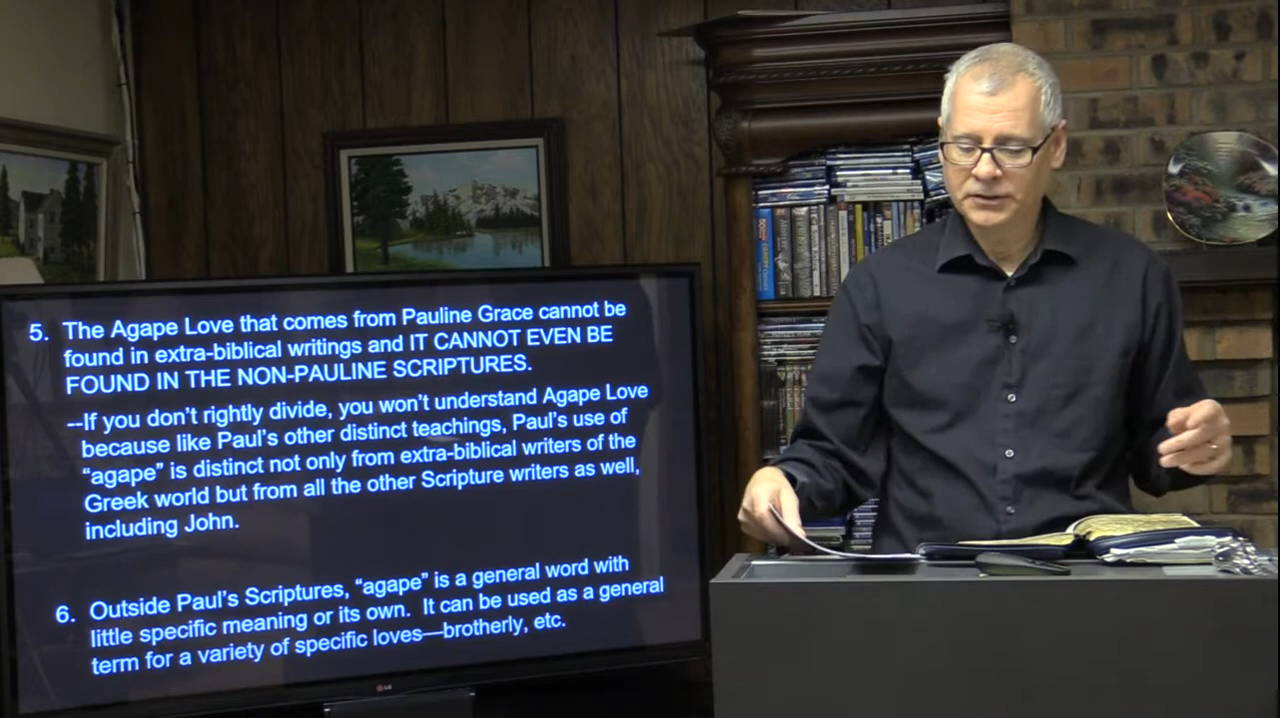 5. The Agape Love that comes from Pauline Grace cannot be
found in extra-biblical writings and IT CANNOT EVEN BE
FOUND IN THE NON-PAULINE SCRIPTURES.
--If you don't rightly divide, you won't understand Agape Love
because like Paul's other distinct teachings, Paul's use of
"agape" is distinct not only from extra-biblical writers of the
Greek world but from all the other Scripture writers as well,
including John.
6. Outside Paul's Scriptures, "agape" is a general word with
little specific meaning or its own. It can be used as a general
term for a variety of specific loves—brotherly, etc.
LG